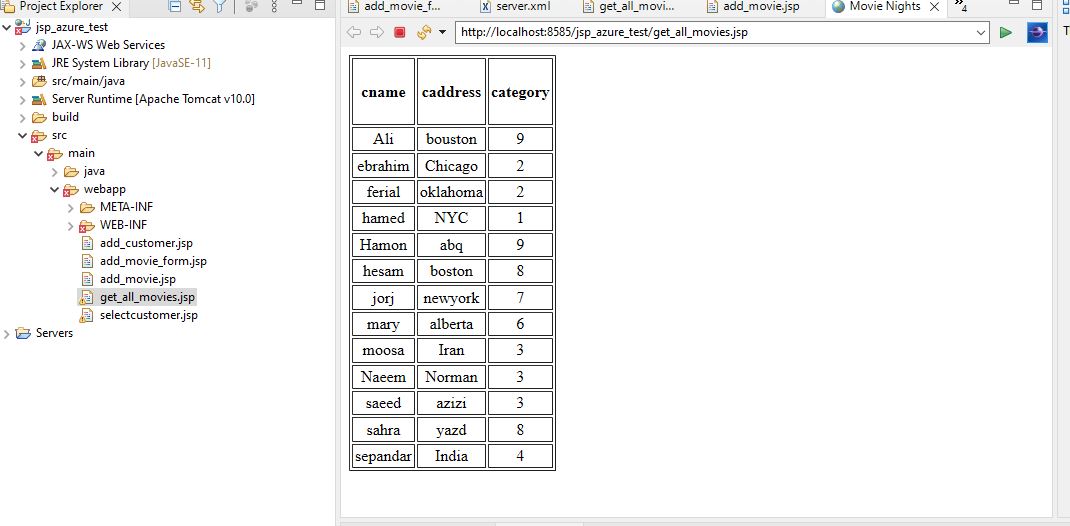 Project Explorer
jsp_azure_test
JAX-WS Web Services
JRE System Library [JavaSE-11]
src/main/java
Server Runtime [Apache Tomcat v10.0]
build
src
main
java
webapp
META-INF
WEB-INF
add_customer.jsp
add_movie_form.jsp
add_movie.jsp
get_all_movies.jsp
selectcustomer.jsp
Servers
add_movie_f... server.xml get_all_movi... add_movie.jsp Movie Nights »4
http://localhost:8585/jsp_azure_test/get_all_movies.jsp
cname caddress category
Ali bouston 9
ebrahim Chicago 2
ferial oklahoma 2
hamed NYC 1
Hamon abq 9
hesam boston 8
jorj newyork 7
mary alberta 6
moosa Iran 3
Naeem Norman 3
saeed azizi 3
sahra yazd 8
sepandar India 4